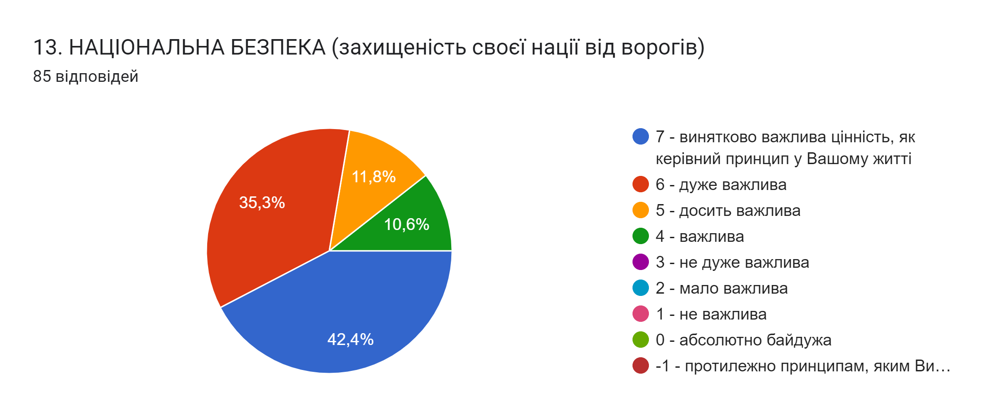 13. НАЦІОНАЛЬНА БЕЗПЕКА (захищеність своєї нації від ворогів)
85 відповідей
11,8%
35,3%
10,6%
42,4%
7 - винятково важлива цінність, як
керівний принцип у Вашому житті
6 - дуже важлива
5 - досить важлива
4 - важлива
3 - не дуже важлива
2 - мало важлива
1 - не важлива
0 - абсолютно байдужа
-1 - протилежно принципам, яким Ви…